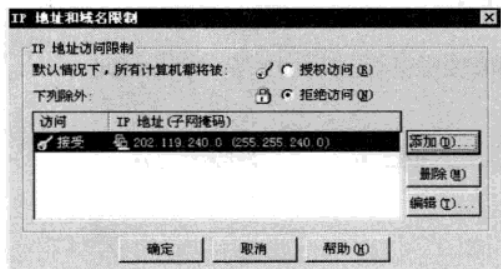 IP 地址和域名限制
IP 地址访问限制
默认情况下，所有计算机都将被： 授权访问(R)
下列除外： 拒绝访问(N)
访问 IP 地址(子网掩码)
接受 202.119.240.0 (255.255.240.0)
添加(D)...
删除(M)
编辑(T)...
确定 取消 帮助(H)